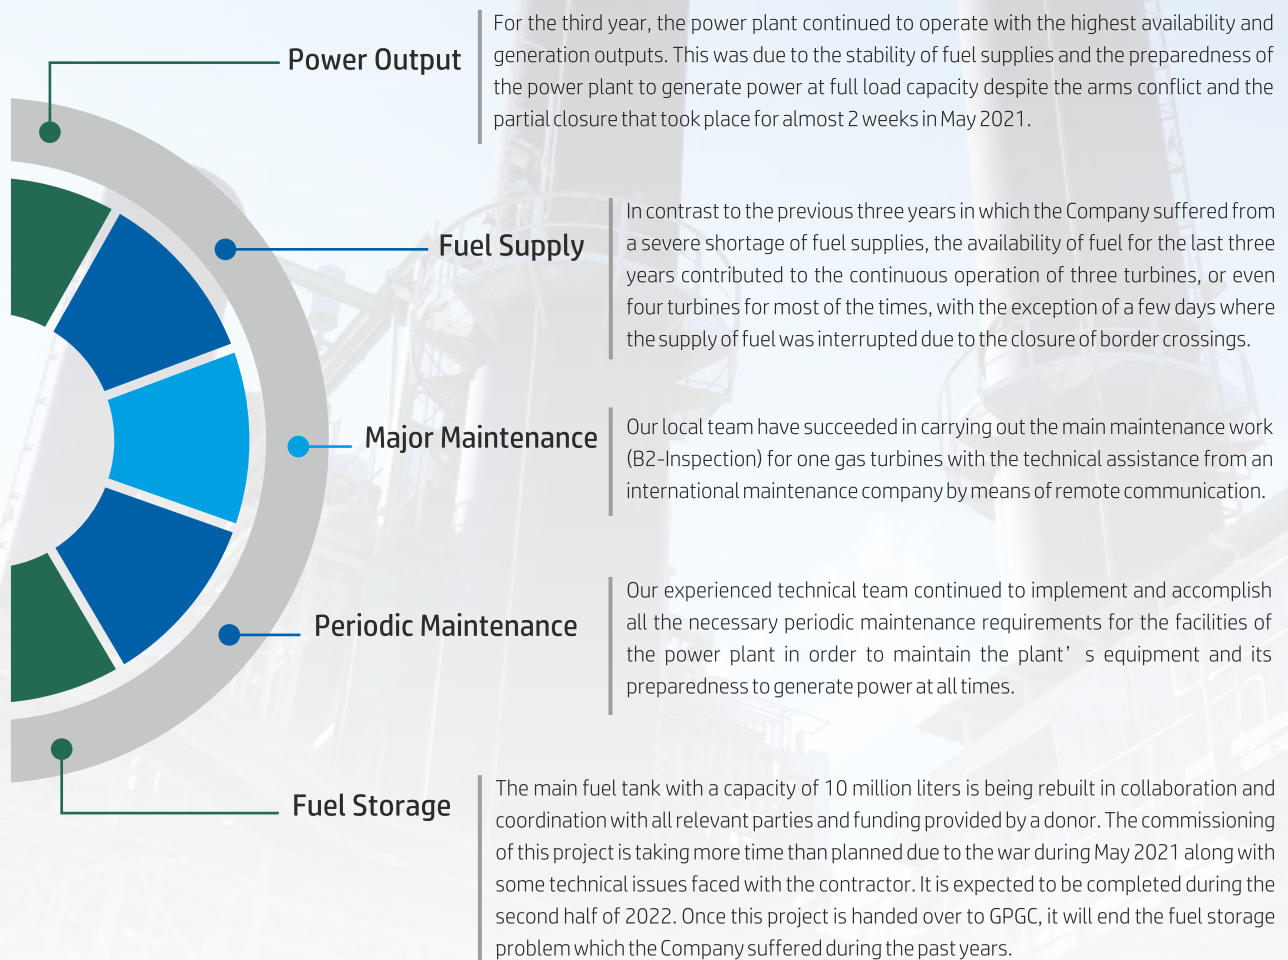 Power Output
For the third year, the power plant continued to operate with the highest availability and
generation outputs. This was due to the stability of fuel supplies and the preparedness of
the power plant to generate power at full load capacity despite the arms conflict and the
partial closure that took place for almost 2 weeks in May 2021.
Fuel Supply
In contrast to the previous three years in which the Company suffered from
a severe shortage of fuel supplies, the availability of fuel for the last three
years contributed to the continuous operation of three turbines, or even
four turbines for most of the times, with the exception of a few days where
the supply of fuel was interrupted due to the closure of border crossings.
Major Maintenance
Our local team have succeeded in carrying out the main maintenance work
(B2-Inspection) for one gas turbines with the technical assistance from an
international maintenance company by means of remote communication.
Periodic Maintenance
Our experienced technical team continued to implement and accomplish
all the necessary periodic maintenance requirements for the facilities of
the power plant in order to maintain the plant’ s equipment and its
preparedness to generate power at all times.
Fuel Storage
The main fuel tank with a capacity of 10 million liters is being rebuilt in collaboration and
coordination with all relevant parties and funding provided by a donor. The commissioning
of this project is taking more time than planned due to the war during May 2021 along with
some technical issues faced with the contractor. It is expected to be completed during the
second half of 2022. Once this project is handed over to GPGC, it will end the fuel storage
problem which the Company suffered during the past years.